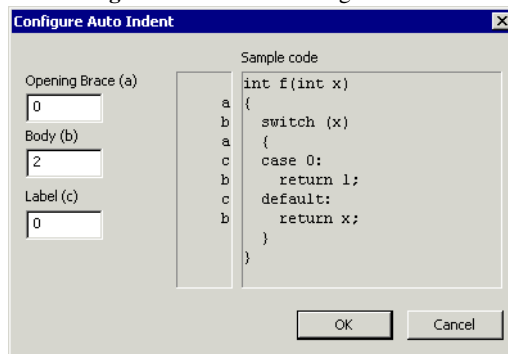 Configure Auto Indent
Sample code
Opening Brace (a)
0
Body (b)
2
Label (c)
0
int f(int x)
a {
b   switch (x)
a   {
c   case 0:
b     return 1;
c   default:
b     return x;
  }
}
OK Cancel